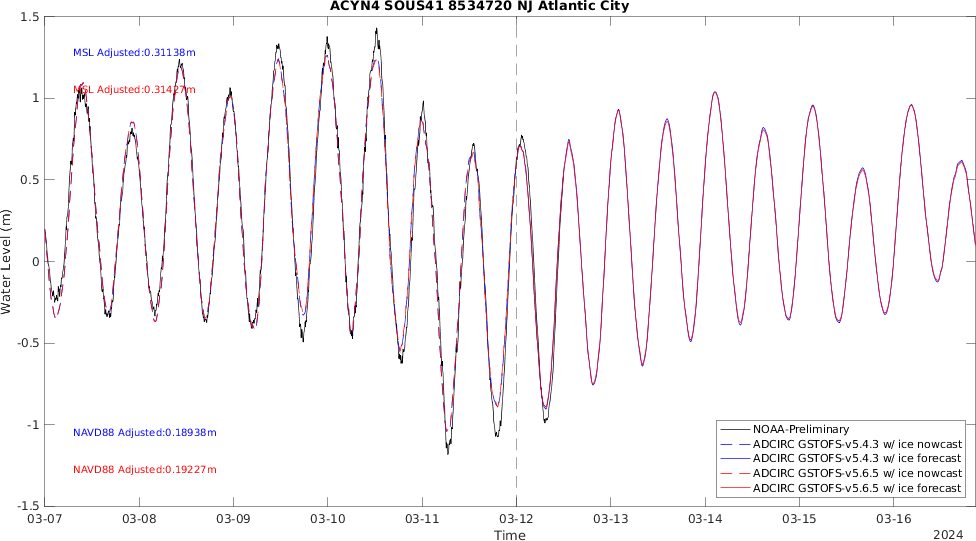 ACYN4 SOUS41 8534720 NJ Atlantic City
1.5
1
0.5
0
-0.5
-1
-1.5
Water Level (m)
MSL Adjusted:0.31138m
MSL Adjusted:0.31427m
NAVD88 Adjusted:0.18938m
NAVD88 Adjusted:0.19227m
NOAA-Preliminary
ADCIRC GSTOFS-v5.4.3 w/ ice nowcast
ADCIRC GSTOFS-v5.4.3 w/ ice forecast
ADCIRC GSTOFS-v5.6.5 w/ ice nowcast
ADCIRC GSTOFS-v5.6.5 w/ ice forecast
03-07 03-08 03-09 03-10 03-11 03-12 03-13 03-14 03-15 03-16
Time
2024